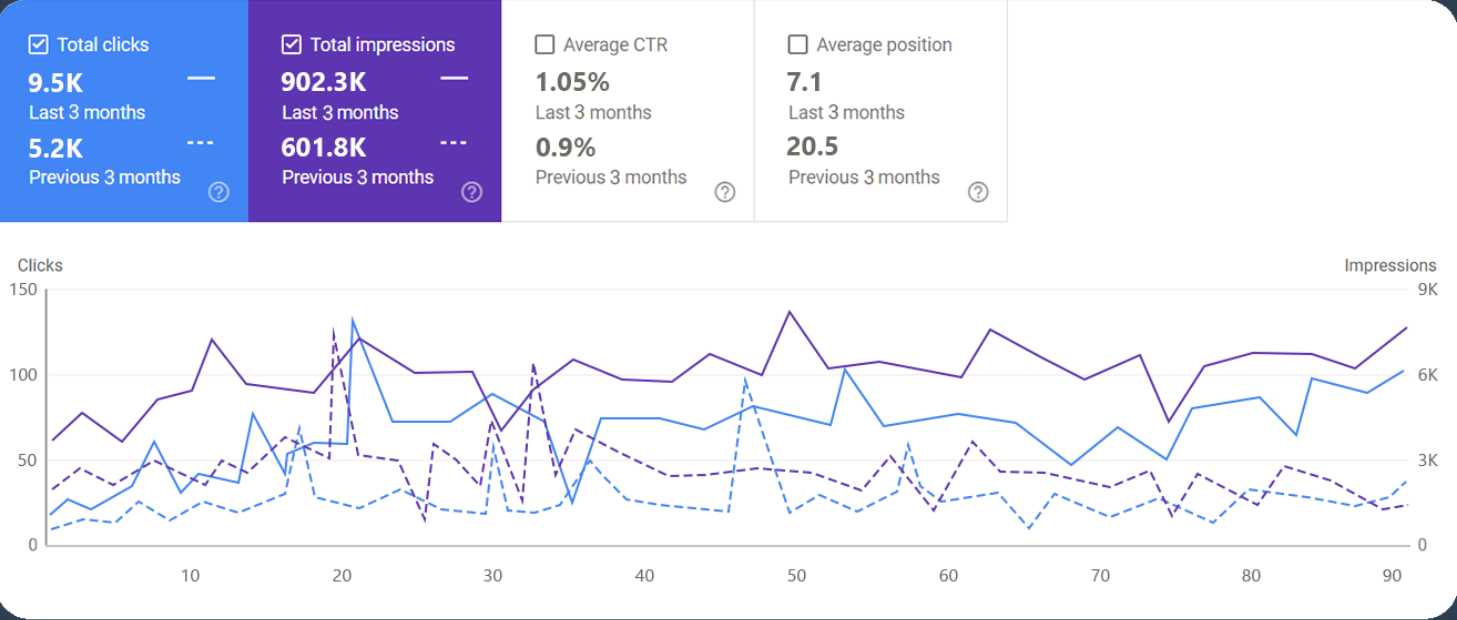 Total clicks
9.5K
Last 3 months
5.2K
Previous 3 months
Total impressions
902.3K
Last 3 months
601.8K
Previous 3 months
Average CTR
1.05%
Last 3 months
0.9%
Previous 3 months
Average position
7.1
Last 3 months
20.5
Previous 3 months
Clicks
Impressions
150
9K
100
6K
50
3K
0
0
10 20 30 40 50 60 70 80 90